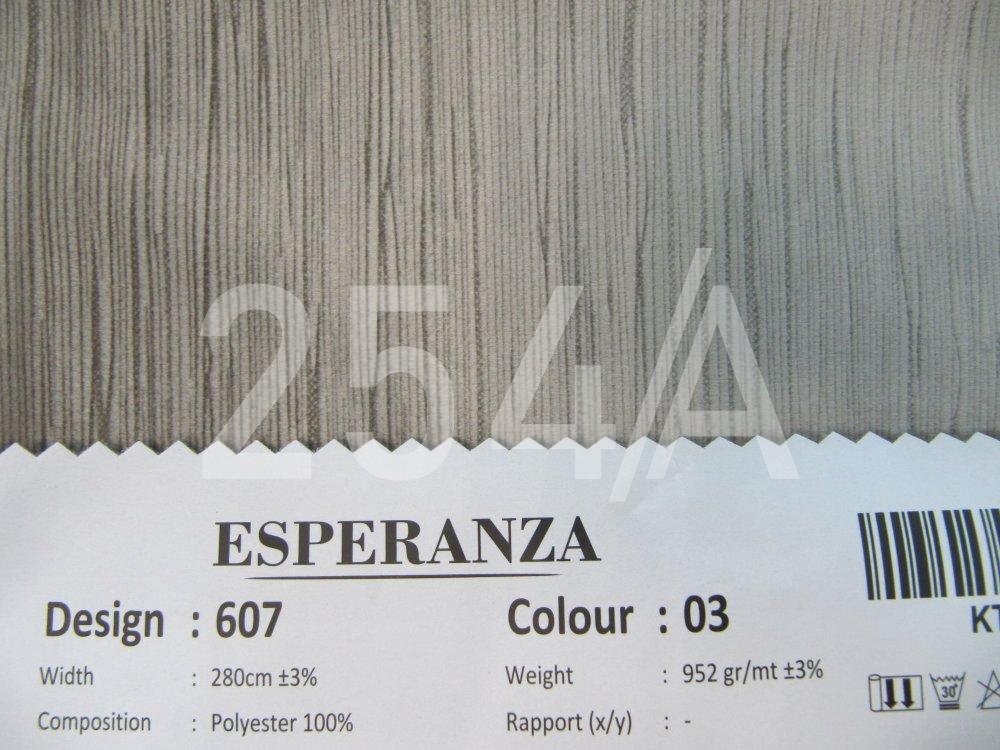 254/A
ESPERANZA
Design : 607 Colour : 03
KT
Width : 280cm ±3% Weight : 952 gr/mt ±3%
30°
Composition : Polyester 100% Rapport (x/y) : -